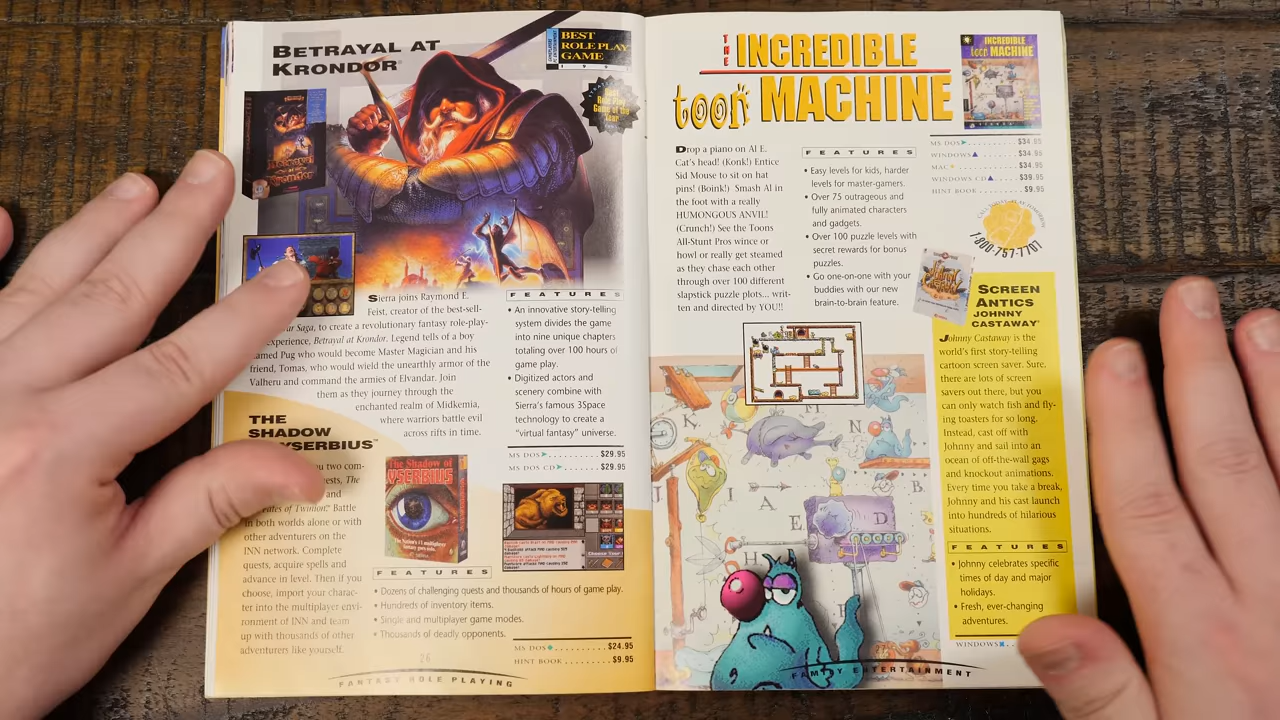 BETRAYAL AT
KRONDOR
BEST
ROLE PLAY
GAME
Sierra joins Raymond E.
Feist, creator of the best-sell-
Saga, to create a revolutionary fantasy role-play-
experience, Betrayal at Krondor. Legend tells of a boy
named Pug who would become Master Magician and his
friend, Tomas, who would wield the unearthly armor of the
Valheru and command the armies of Elvandar. Join
them as they journey through the
enchanted realm of Midkemia,
where warriors battle evil
across rifts in time.
FEATURES
• An innovative story-telling
system divides the game
into nine unique chapters
totaling over 100 hours of
game play.
• Digitized actors and
scenery combine with
Sierra's famous 3Space
technology to create a
"virtual fantasy" universe.
MS DOS $29.95
MS DOS CD $29.95
THE
SHADOW
YSERBIUS™
you two com-
The
and
of Twinion.® Battle
in both worlds alone or with
other adventurers on the
INN network. Complete
quests, acquire spells and
advance in level. Then if you
choose, import your charac-
ter into the multiplayer envi-
ronment of INN and team
up with thousands of other
adventurers like yourself.
The Shadow of
YSERBIUS
FEATURES
• Dozens of challenging quests and thousands of hours of game play.
• Hundreds of inventory items.
• Single and multiplayer game modes.
• Thousands of deadly opponents.
MS DOS $24.95
HINT BOOK $9.95
26
FANTASY ROLE PLAYING
THE INCREDIBLE
toon MACHINE
INCREDIBLE
toon MACHINE
Drop a piano on Al E.
Cat's head! (Kerbonk!) Entice
Sid Mouse to sit on hat
pins! (Boink!) Smash Al in
the foot with a really
HUMONGOUS ANVIL!
(Crunch!) See the Toons
All-Stunt Pros wince or
howl or really get steamed
as they chase each other
through over 100 different
slapstick puzzle plots... writ-
ten and directed by YOU!!
FEATURES
• Easy levels for kids, harder
levels for master-gamers.
• Over 75 outrageous and
fully animated characters
and gadgets.
• Over 100 puzzle levels with
secret rewards for bonus
puzzles.
• Go one-on-one with your
buddies with our new
brain-to-brain feature.
MS DOS $34.95
WINDOWS $34.95
MAC $34.95
WINDOWS CD $39.95
HINT BOOK $9.95
1-800-757-7707
SCREEN
ANTICS
JOHNNY
CASTAWAY
Johnny Castaway is the
world's first story-telling
cartoon screen saver. Sure,
there are lots of screen
savers out there, but you
can only watch fish and fly-
ing toasters for so long.
Instead, cast off with
Johnny and sail into an
ocean of off-the-wall gags
and knockout animations.
Every time you take a break,
Johnny and his cast launch
into hundreds of hilarious
situations.
FEATURES
• Johnny celebrates specific
times of day and major
holidays.
• Fresh, ever-changing
adventures.
WINDOWS
FAMILY ENTERTAINMENT